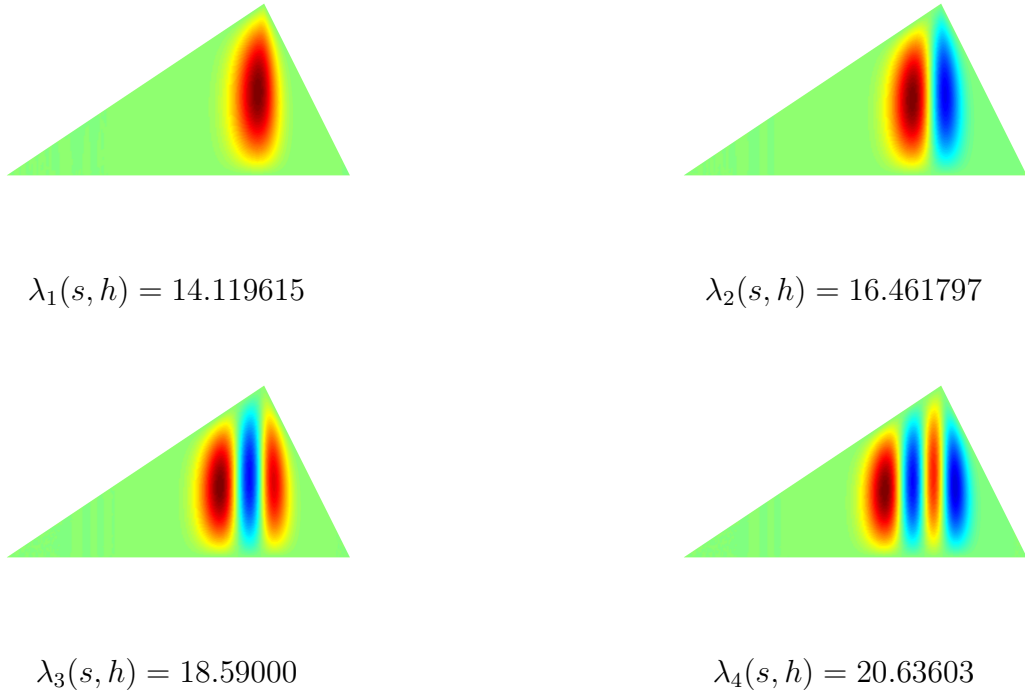 λ₁(s, h) = 14.119615
λ₂(s, h) = 16.461797
λ₃(s, h) = 18.59000
λ₄(s, h) = 20.63603